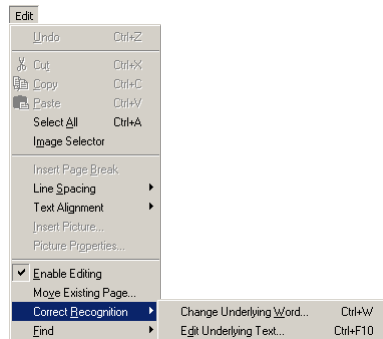 Edit
Undo Ctrl+Z
Cut Ctrl+X
Copy Ctrl+C
Paste Ctrl+V
Select All Ctrl+A
Image Selector
Insert Page Break
Line Spacing
Text Alignment
Insert Picture...
Picture Properties...
Enable Editing
Move Existing Page...
Correct Recognition Change Underlying Word... Ctrl+W
Find Edit Underlying Text... Ctrl+F10